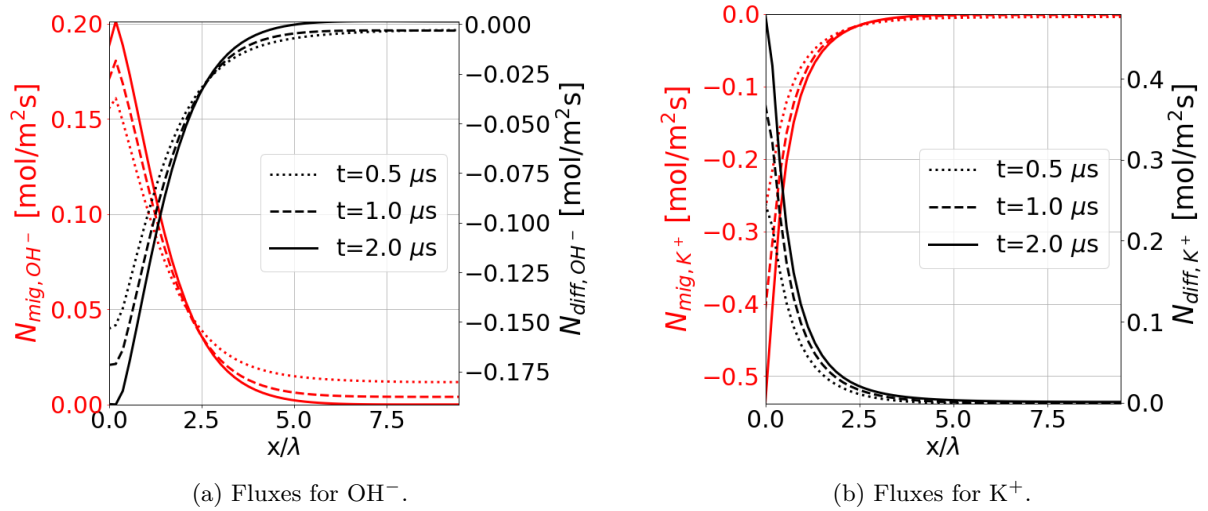 0.20
0.15
0.10
0.05
0.00
N_mig, OH⁻ [mol/m²s]
0.0
2.5
5.0
7.5
x/λ
0.000
−0.025
−0.050
−0.075
−0.100
−0.125
−0.150
−0.175
N_diff, OH⁻ [mol/m²s]
t=0.5 μs
t=1.0 μs
t=2.0 μs
(a) Fluxes for OH⁻.
0.0
−0.1
−0.2
−0.3
−0.4
−0.5
N_mig, K⁺ [mol/m²s]
0.0
2.5
5.0
7.5
x/λ
0.4
0.3
0.2
0.1
0.0
N_diff, K⁺ [mol/m²s]
t=0.5 μs
t=1.0 μs
t=2.0 μs
(b) Fluxes for K⁺.